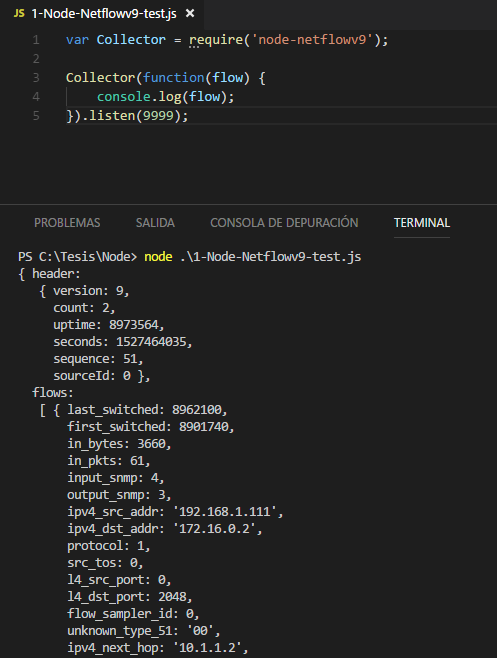 JS 1-Node-Netflowv9-test.js ×
1 var Collector = require('node-netflowv9');
2
3 Collector(function(flow) {
4     console.log(flow);
5 }).listen(9999);
PROBLEMAS SALIDA CONSOLA DE DEPURACIÓN TERMINAL
PS C:\Tesis\Node> node .\1-Node-Netflowv9-test.js
{ header:
   { version: 9,
     count: 2,
     uptime: 8973564,
     seconds: 1527464035,
     sequence: 51,
     sourceId: 0 },
  flows:
   [ { last_switched: 8962100,
       first_switched: 8901740,
       in_bytes: 3660,
       in_pkts: 61,
       input_snmp: 4,
       output_snmp: 3,
       ipv4_src_addr: '192.168.1.111',
       ipv4_dst_addr: '172.16.0.2',
       protocol: 1,
       src_tos: 0,
       l4_src_port: 0,
       l4_dst_port: 2048,
       flow_sampler_id: 0,
       unknown_type_51: '00',
       ipv4_next_hop: '10.1.1.2',